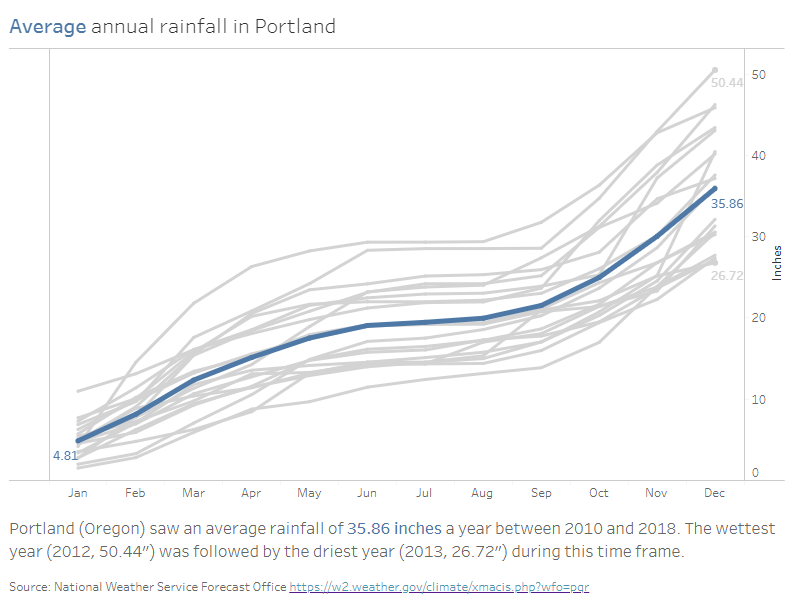 Average annual rainfall in Portland
50
50.44
40
35.86
30
Inches
26.72
20
10
4.81
0
Jan Feb Mar Apr May Jun Jul Aug Sep Oct Nov Dec
Portland (Oregon) saw an average rainfall of 35.86 inches a year between 2010 and 2018. The wettest
year (2012, 50.44″) was followed by the driest year (2013, 26.72″) during this time frame.
Source: National Weather Service Forecast Office https://w2.weather.gov/climate/xmacis.php?wfo=pqr